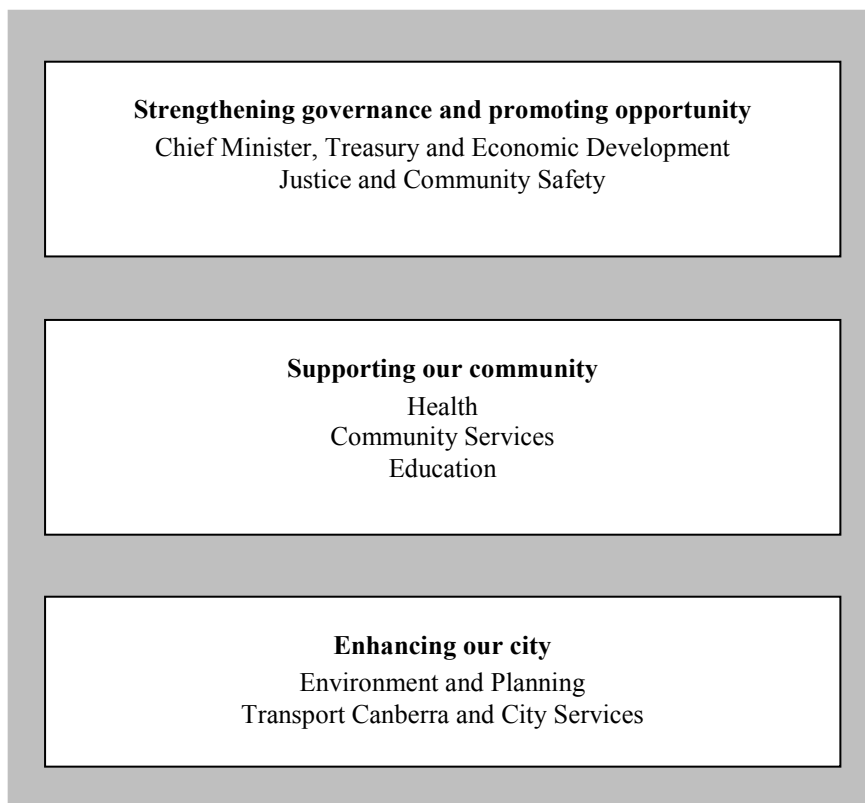 Strengthening governance and promoting opportunity
Chief Minister, Treasury and Economic Development
Justice and Community Safety
Supporting our community
Health
Community Services
Education
Enhancing our city
Environment and Planning
Transport Canberra and City Services